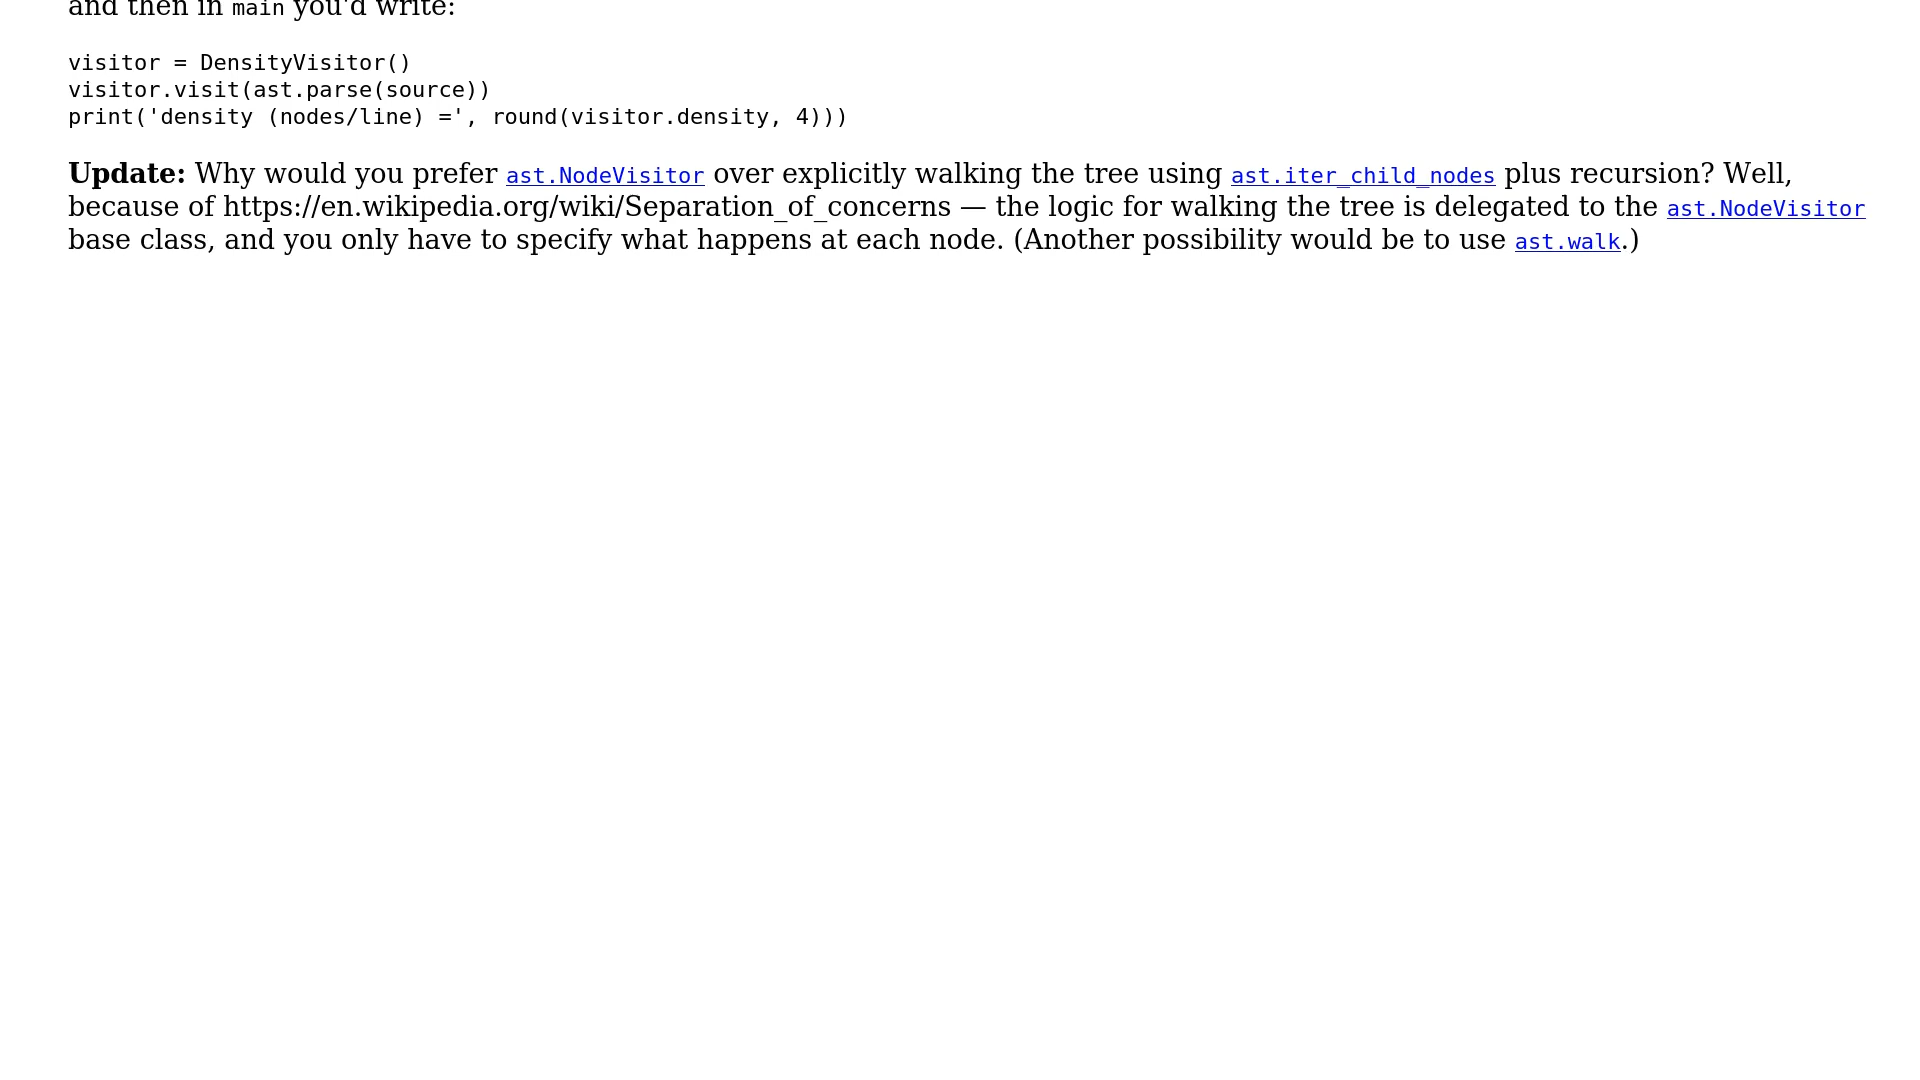 and then in main you'd write:
visitor = DensityVisitor()
visitor.visit(ast.parse(source))
print('density (nodes/line) =', round(visitor.density, 4)))
Update: Why would you prefer ast.NodeVisitor over explicitly walking the tree using ast.iter_child_nodes plus recursion? Well,
because of https://en.wikipedia.org/wiki/Separation_of_concerns — the logic for walking the tree is delegated to the ast.NodeVisitor
base class, and you only have to specify what happens at each node. (Another possibility would be to use ast.walk.)